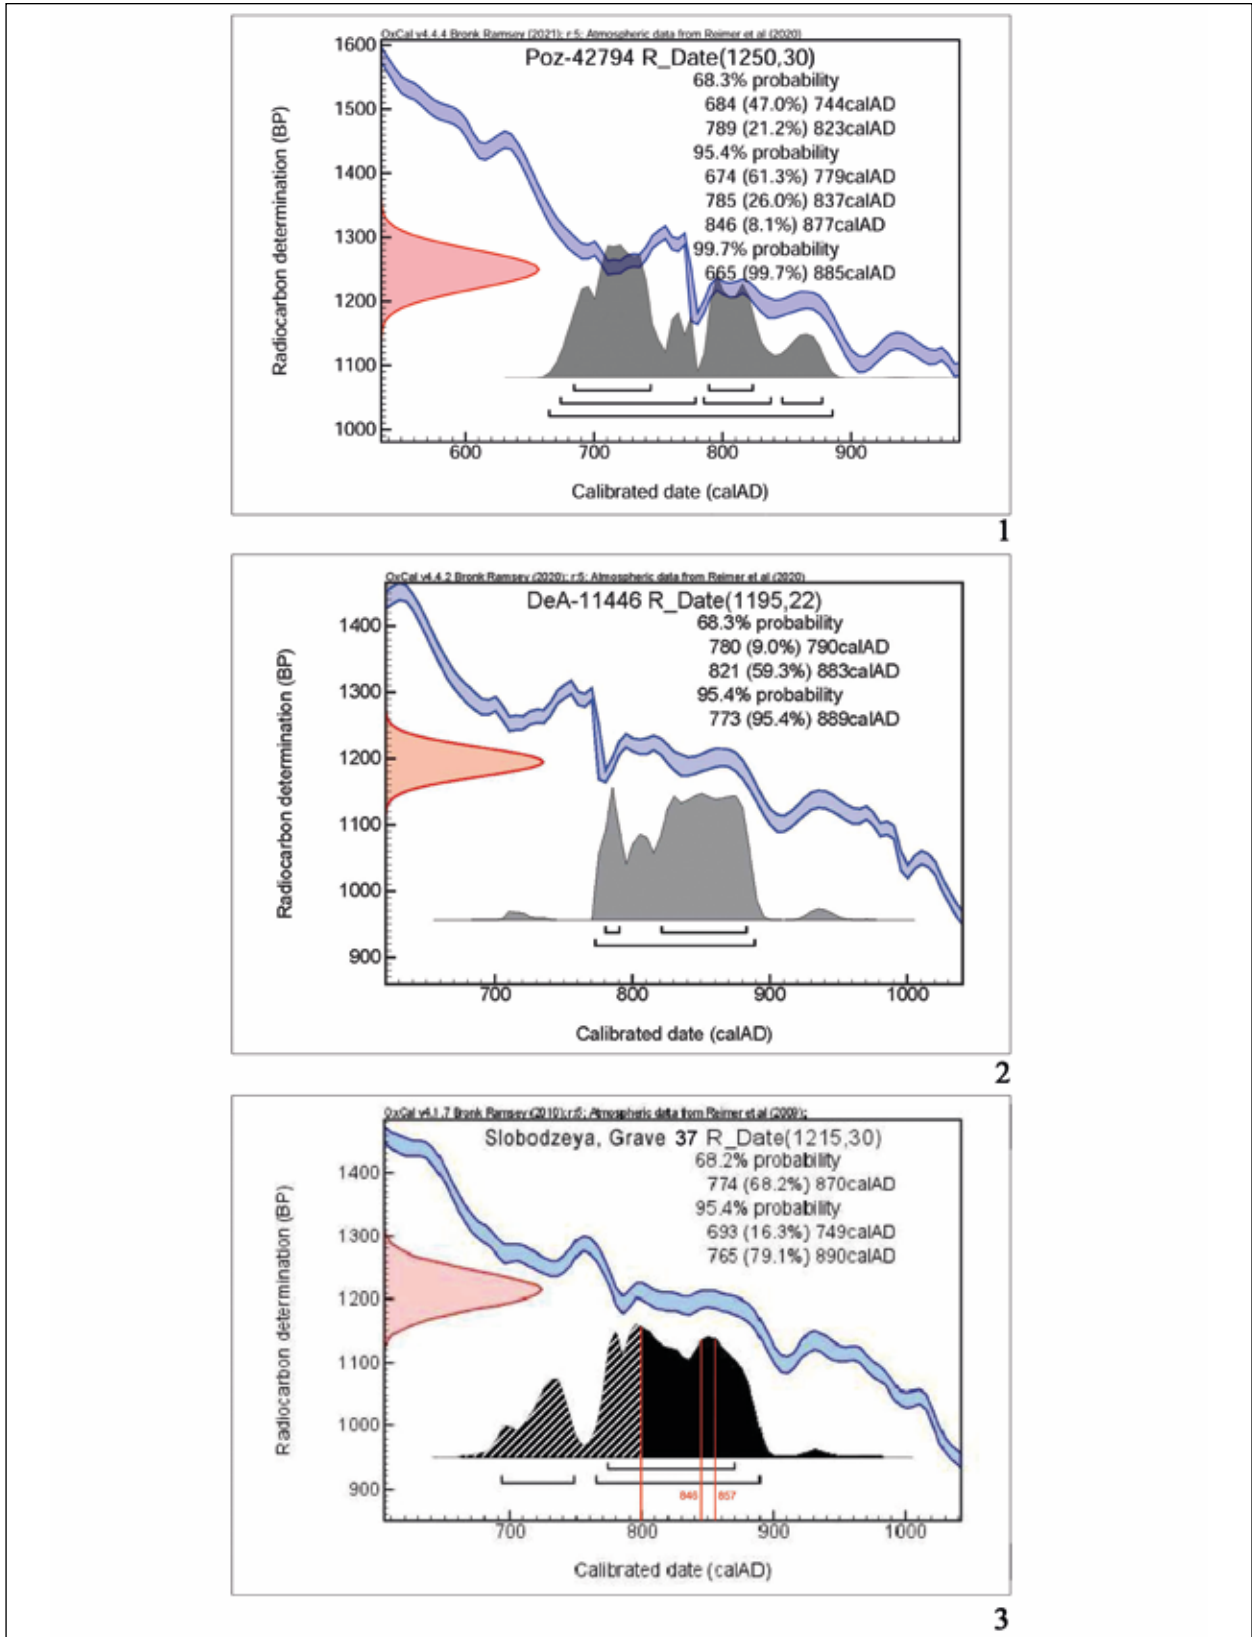 OxCal v4.4.4 Bronk Ramsey (2021); r:5; Atmospheric data from Reimer et al (2020)
Poz-42794 R_Date(1250,30)
68.3% probability
684 (47.0%) 744calAD
789 (21.2%) 823calAD
95.4% probability
674 (61.3%) 779calAD
785 (26.0%) 837calAD
846 (8.1%) 877calAD
99.7% probability
665 (99.7%) 885calAD
Radiocarbon determination (BP)
1600
1500
1400
1300
1200
1100
1000
600 700 800 900
Calibrated date (calAD)
1
OxCal v4.4.2 Bronk Ramsey (2020); r:5; Atmospheric data from Reimer et al (2020)
DeA-11446 R_Date(1195,22)
68.3% probability
780 (9.0%) 790calAD
821 (59.3%) 883calAD
95.4% probability
773 (95.4%) 889calAD
Radiocarbon determination (BP)
1400
1300
1200
1100
1000
900
700 800 900 1000
Calibrated date (calAD)
2
OxCal v4.1.7 Bronk Ramsey (2010); r:5; Atmospheric data from Reimer et al (2009);
Slobodzeya, Grave 37 R_Date(1215,30)
68.2% probability
774 (68.2%) 870calAD
95.4% probability
693 (16.3%) 749calAD
765 (79.1%) 890calAD
Radiocarbon determination (BP)
1400
1300
1200
1100
1000
900
846 857
700 800 900 1000
Calibrated date (calAD)
3